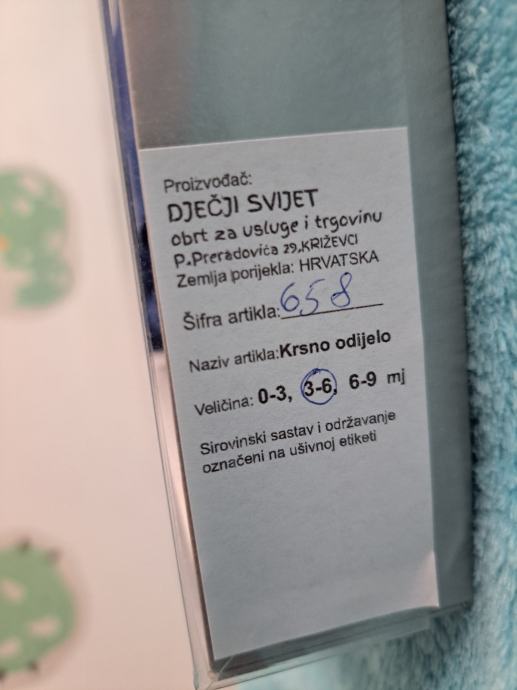 Proizvođač:
DJEČJI SVIJET
obrt za usluge i trgovinu
P.Preradovića 29,KRIŽEVCI
Zemlja porijekla: HRVATSKA
Šifra artikla: 658
Naziv artikla:Krsno odijelo
Veličina: 0-3, 3-6, 6-9 mj
Sirovinski sastav i održavanje
označeni na ušivnoj etiketi